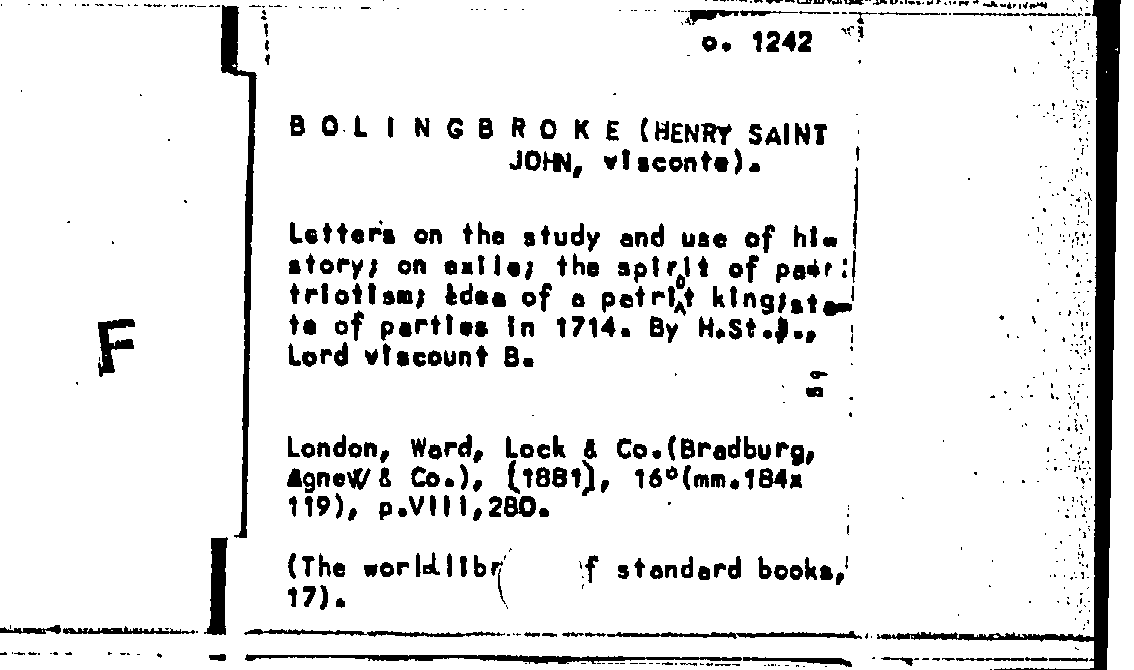 o. 1242
B O L I N G B R O K E (HENRY SAINT
JOHN, visconte).
Letters on the study and use of hi-
story; on exile; the spirit of patr
triotism; idea of a patriot king;sta-
te of parties in 1714. By H.St.J.,
Lord viscount B.
F
London, Ward, Lock & Co.(Bradburg,
Agnew & Co.), [1881], 16°(mm.184x
119), p.VIII,280.
(The world libr f standard books,
17).